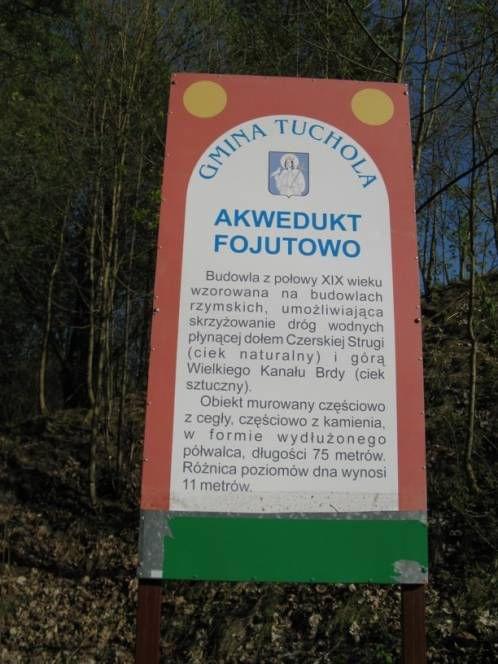 GMINA TUCHOLA
AKWEDUKT
FOJUTOWO
Budowla z połowy XIX wieku
wzorowana na budowlach
rzymskich, umożliwiająca
skrzyżowanie dróg wodnych
płynącej dołem Czerskiej Strugi
(ciek naturalny) i górą
Wielkiego Kanału Brdy (ciek
sztuczny).
Obiekt murowany częściowo
z cegły, częściowo z kamienia,
w formie wydłużonego
półwalca, długości 75 metrów.
Różnica poziomów dna wynosi
11 metrów.